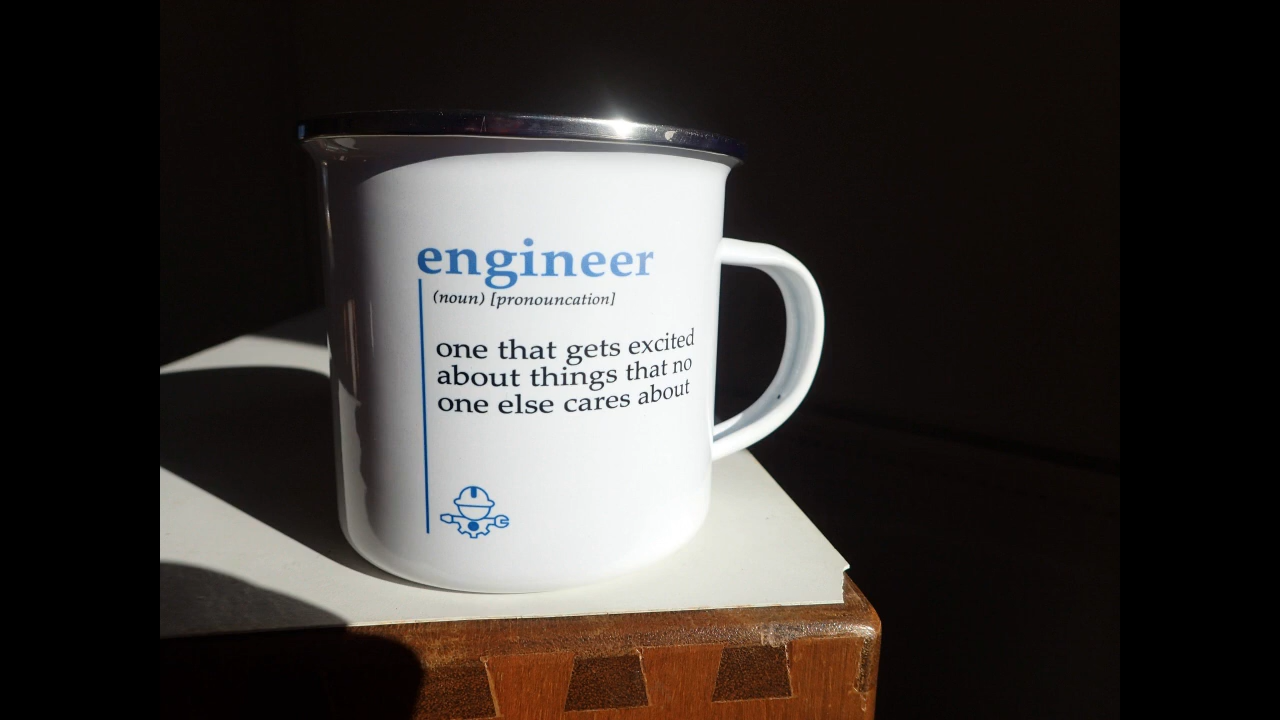 engineer
(noun) [pronouncation]
one that gets excited
about things that no
one else cares about